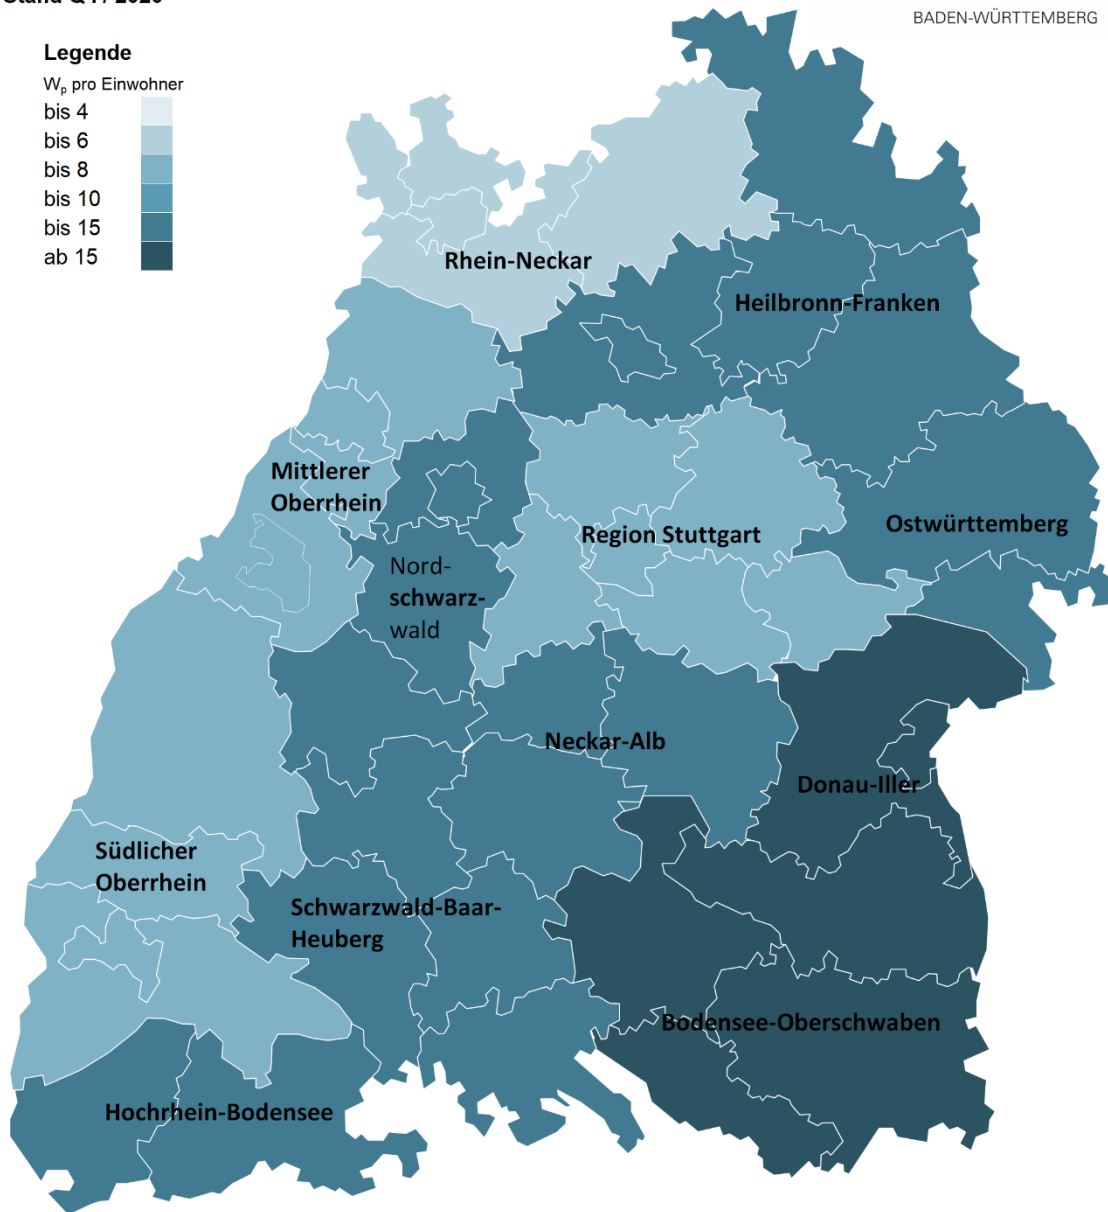 BADEN-WÜRTTEMBERG
Legende
Wp pro Einwohner
bis 4
bis 6
bis 8
bis 10
bis 15
ab 15
Rhein-Neckar
Heilbronn-Franken
Mittlerer
Oberrhein
Region Stuttgart
Ostwürttemberg
Nord-
schwarz-
wald
Neckar-Alb
Donau-Iller
Südlicher
Oberrhein
Schwarzwald-Baar-
Heuberg
Bodensee-Oberschwaben
Hochrhein-Bodensee